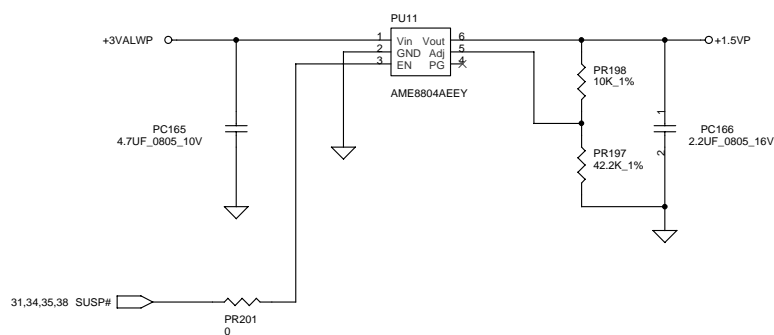 PU11
+3VALWP
1
2
3
Vin
GND
EN
Vout
Adj
PG
6
5
4
+1.5VP
AME8804AEEY
PR198
10K_1%
PC165
4.7UF_0805_10V
1
2
PC166
2.2UF_0805_16V
PR197
42.2K_1%
31,34,35,38 SUSP#
PR201
0